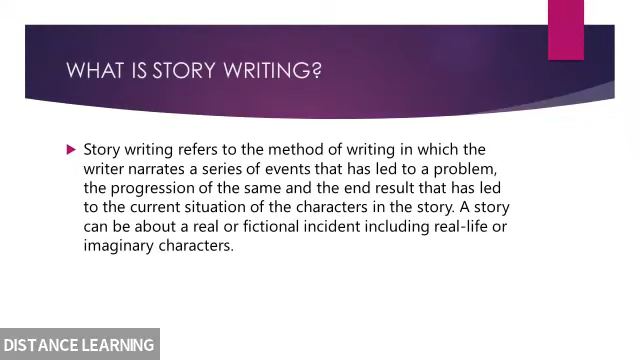 WHAT IS STORY WRITING?
Story writing refers to the method of writing in which the
writer narrates a series of events that has led to a problem,
the progression of the same and the end result that has led
to the current situation of the characters in the story. A story
can be about a real or fictional incident including real-life or
imaginary characters.
DISTANCE LEARNING